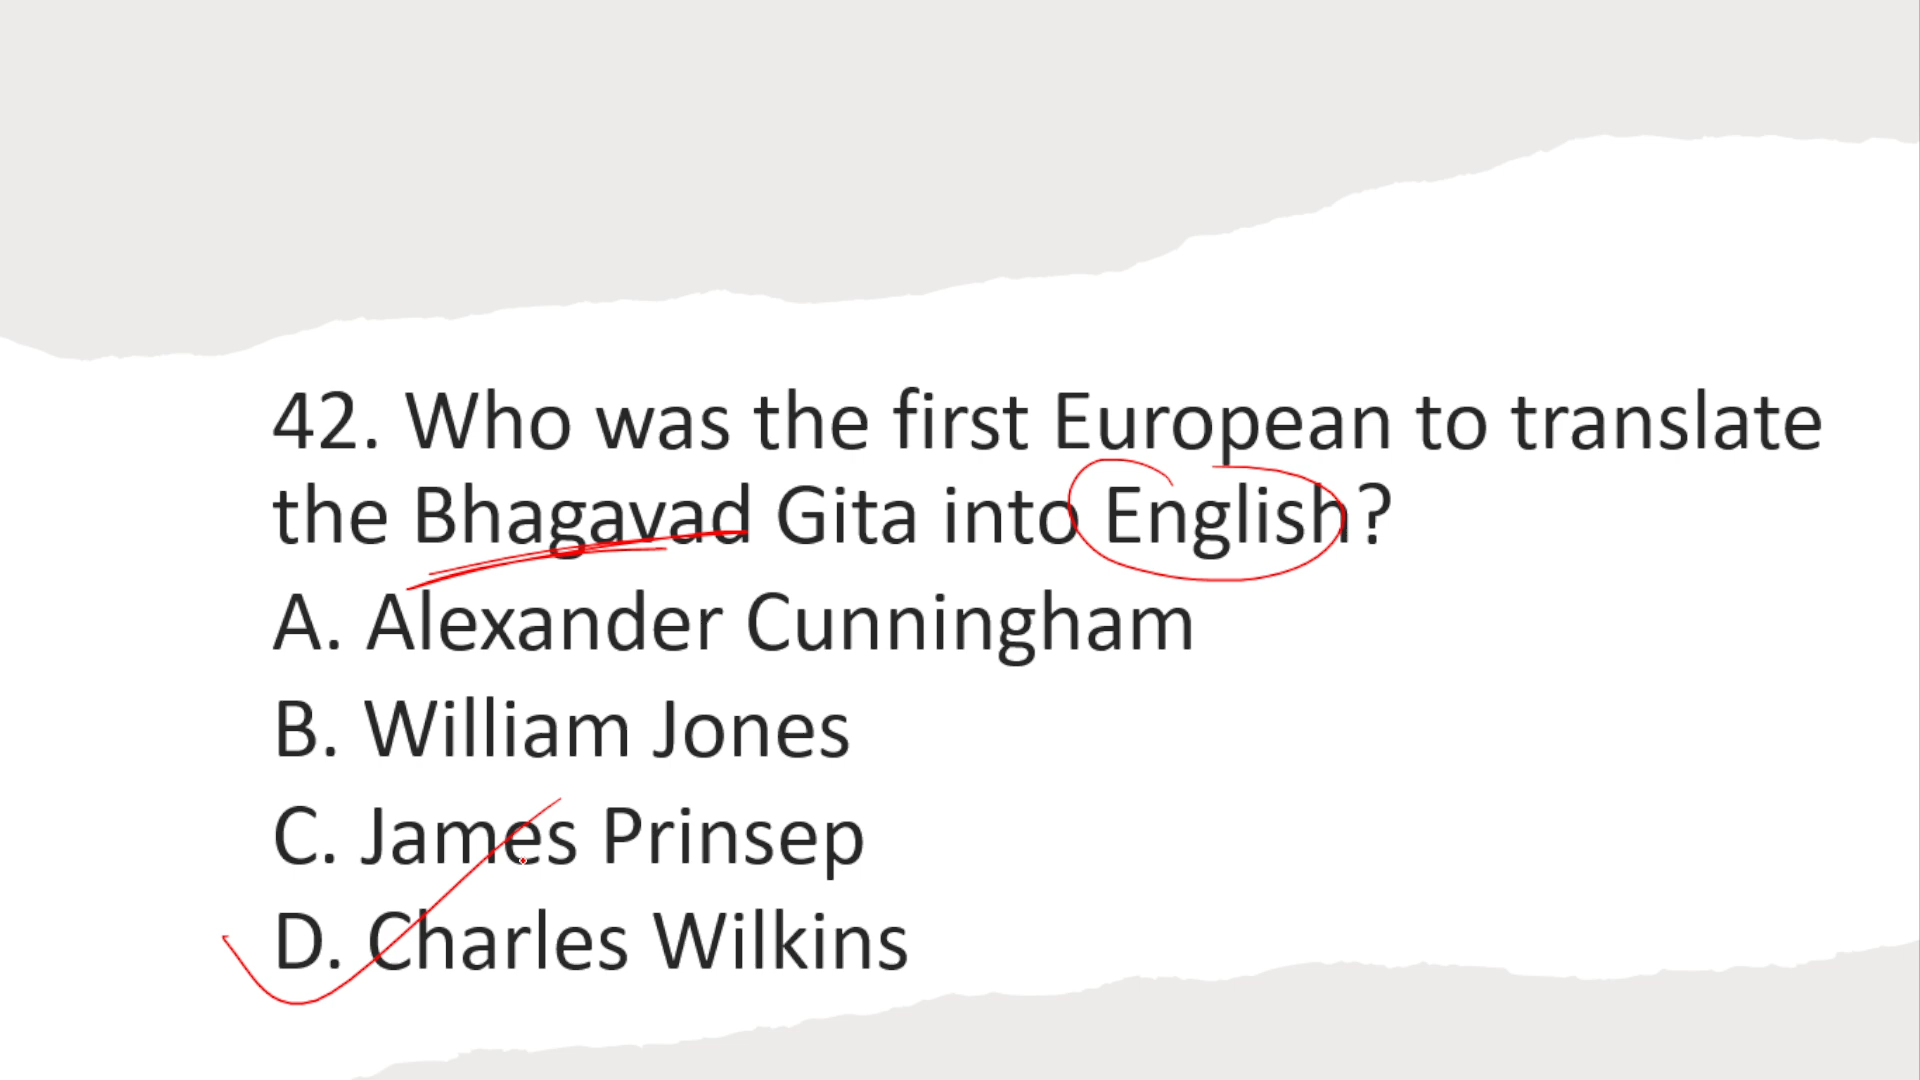 42. Who was the first European to translate
the Bhagavad Gita into English?
A. Alexander Cunningham
B. William Jones
C. James Prinsep
D. Charles Wilkins